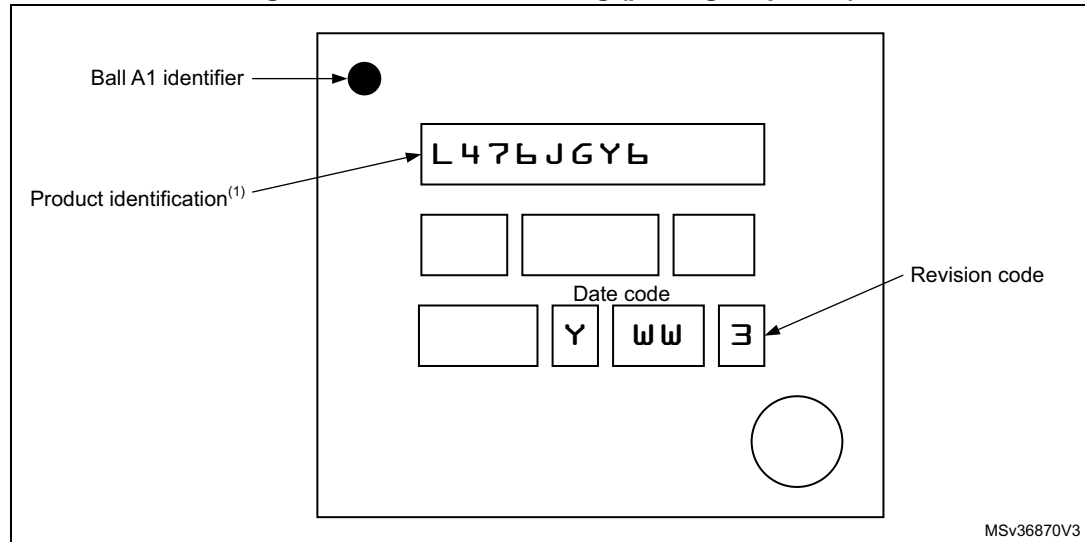 Ball A1 identifier
L476JGY6
Product identification(1)
Revision code
Date code
Y WW 3
MSv36870V3